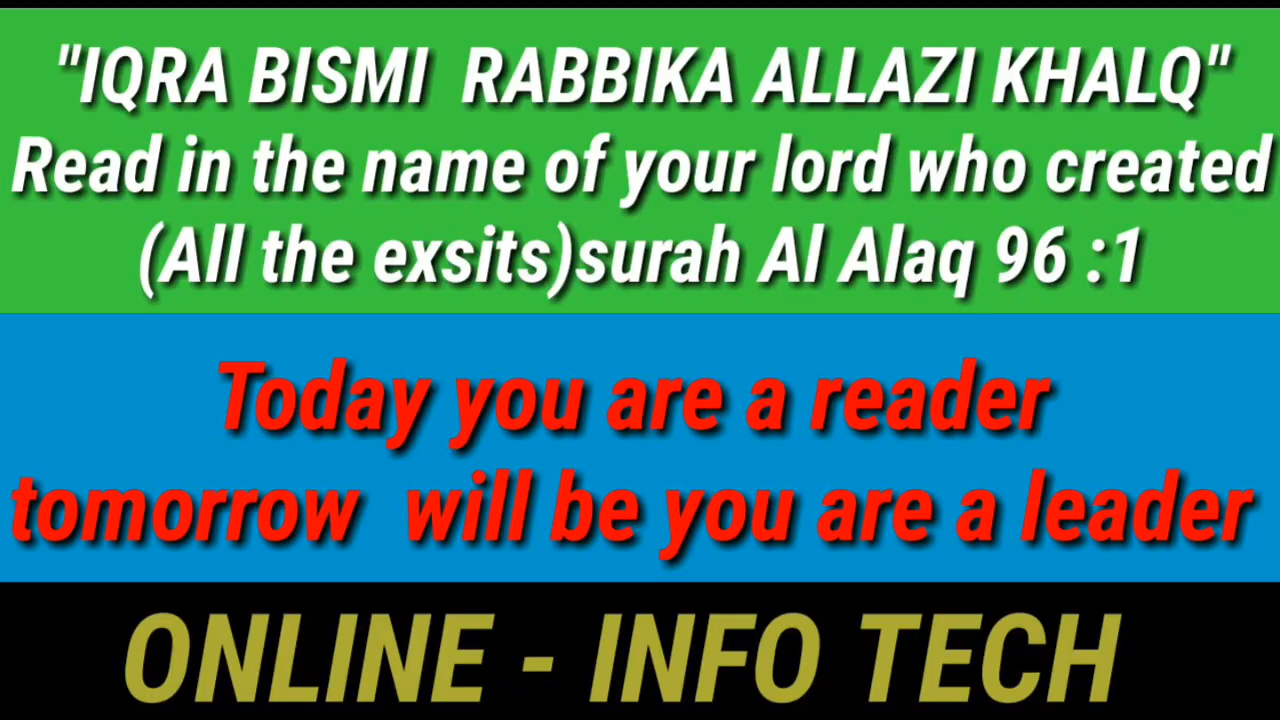 "IQRA BISMI RABBIKA ALLAZI KHALQ"
Read in the name of your lord who created
(All the exsits)surah Al Alaq 96 :1
Today you are a reader
tomorrow will be you are a leader
ONLINE - INFO TECH